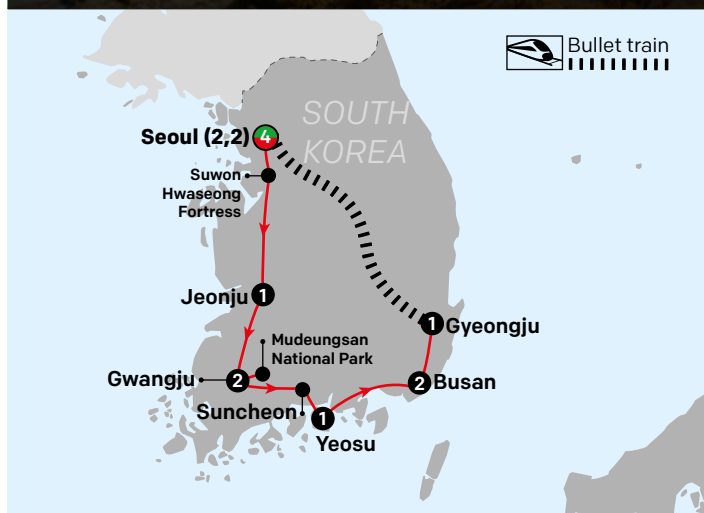 Bullet train
SOUTH
KOREA
Seoul (2,2)
4
Suwon
Hwaseong
Fortress
Jeonju
1
Mudeungsan
National Park
Gwangju
2
Suncheon
1
Yeosu
2
Busan
1
Gyeongju